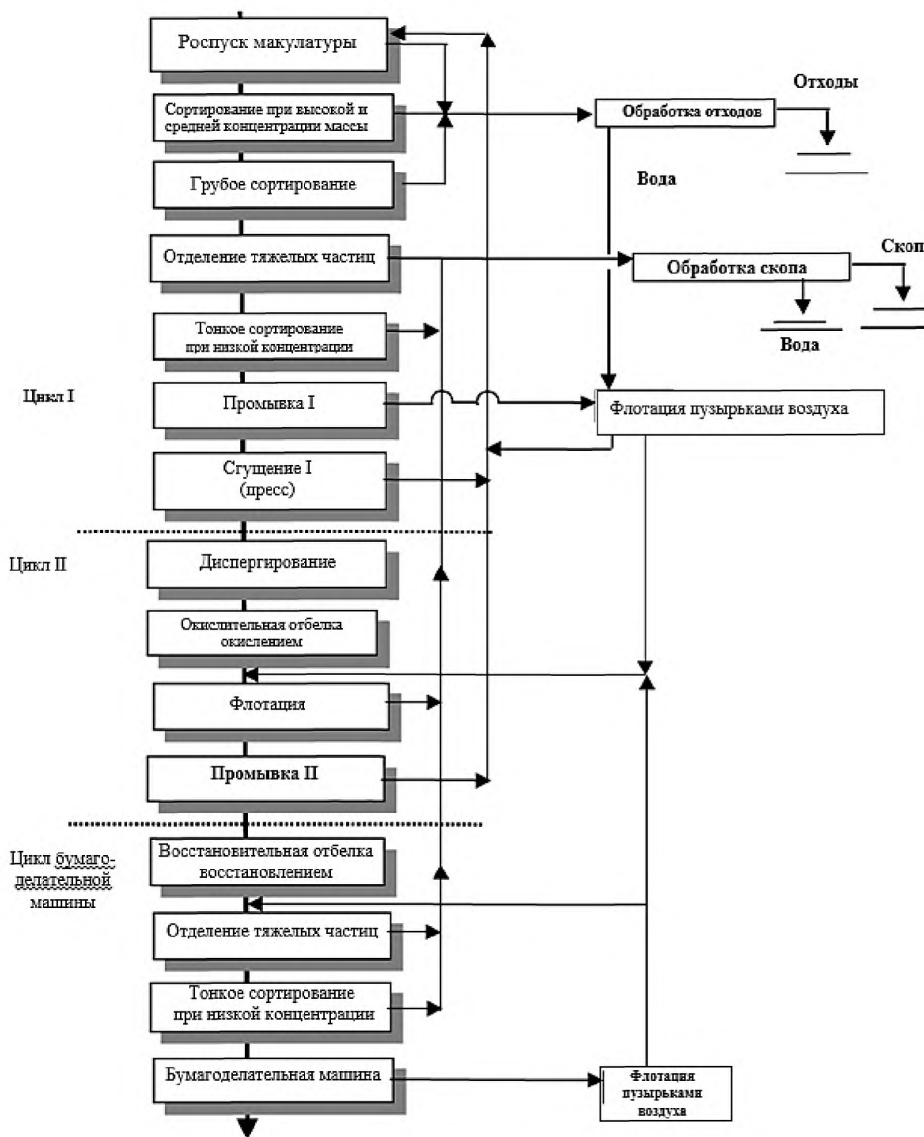 Роспуск макулатуры
Отходы
Сортирование при высокой и
средней концентрации массы
Обработка отходов
Грубое сортирование
Вода
Отделение тяжелых частиц
Скоп
Обработка скопа
Тонкое сортирование
при низкой концентрации
Вода
Цикл I
Промывка I
Флотация пузырьками воздуха
Сгущение I
(пресс)
Цикл II
Диспергирование
Окислительная отбелка
окислением
Флотация
Промывка II
Цикл бумаго-
делательной
машины
Восстановительная отбелка
восстановлением
Отделение тяжелых частиц
Тонкое сортирование
при низкой концентрации
Бумагоделательная машина
Флотация
пузырьками
воздуха